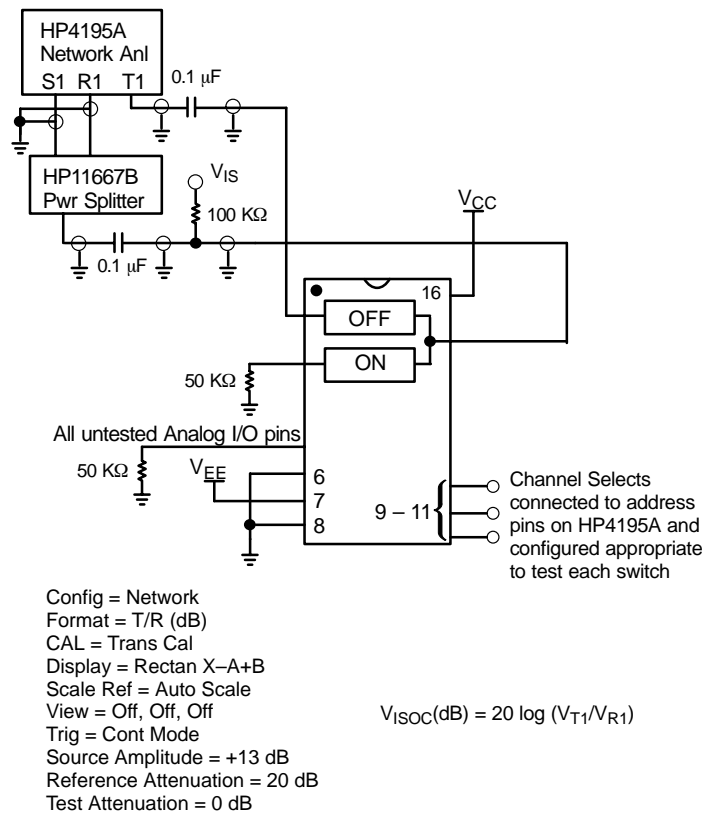 HP4195A
Network Anl
S1 R1 T1
0.1 μF
HP11667B
Pwr Splitter
VIS
100 KΩ
VCC
0.1 μF
16
OFF
ON
50 KΩ
All untested Analog I/O pins
50 KΩ
VEE
6
7
8
9 – 11
Channel Selects
connected to address
pins on HP4195A and
configured appropriate
to test each switch
Config = Network
Format = T/R (dB)
CAL = Trans Cal
Display = Rectan X–A+B
Scale Ref = Auto Scale
View = Off, Off, Off
Trig = Cont Mode
Source Amplitude = +13 dB
Reference Attenuation = 20 dB
Test Attenuation = 0 dB
VISOC(dB) = 20 log (VT1/VR1)